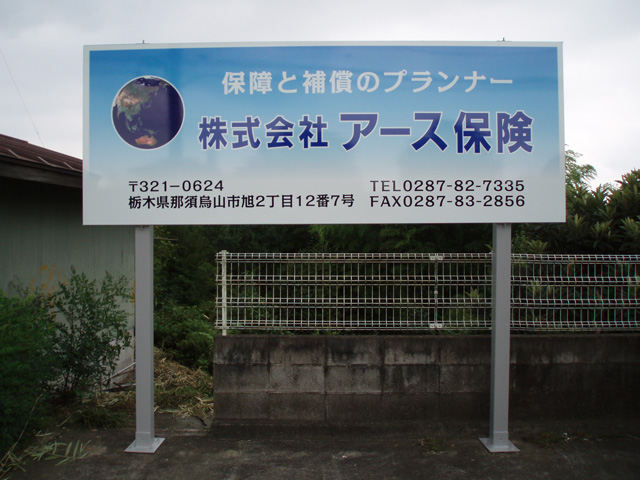 保障と補償のプランナー
株式会社 アース保険
〒321-0624
栃木県那須烏山市旭2丁目12番7号
TEL0287-82-7335
FAX0287-83-2856